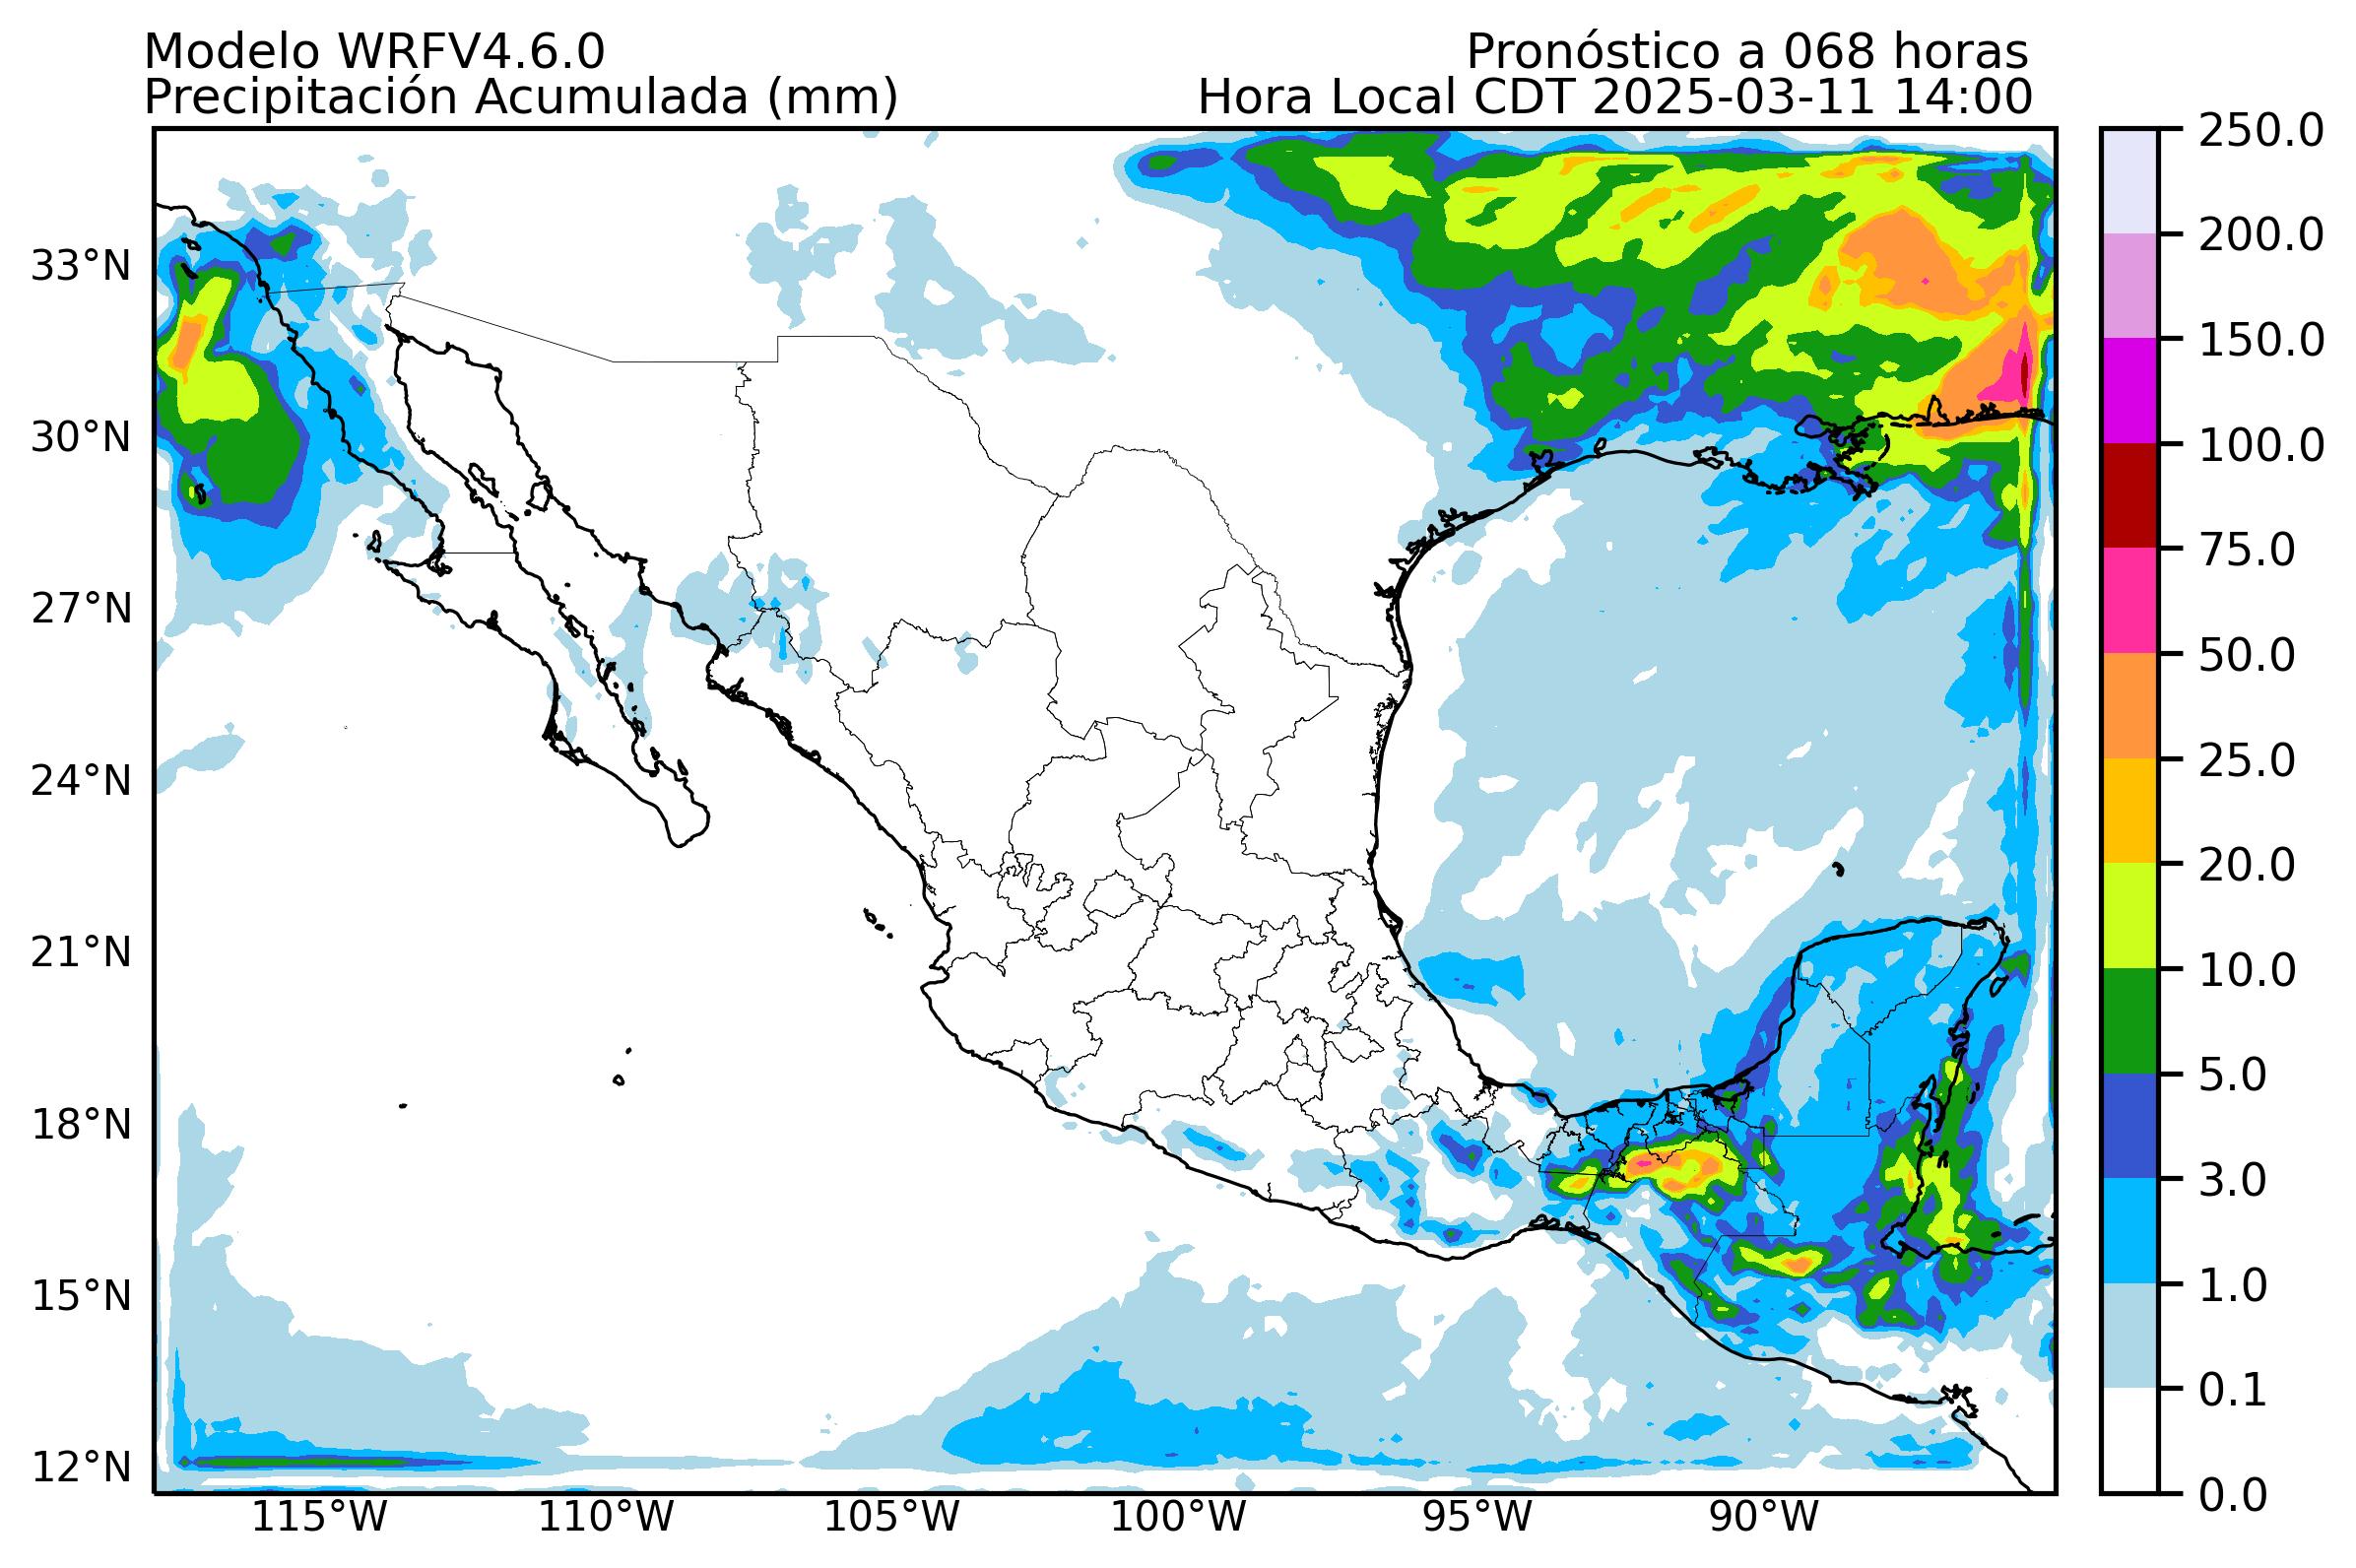 Modelo WRFV4.6.0
Pronóstico a 068 horas
Precipitación Acumulada (mm)
Hora Local CDT 2025-03-11 14:00
33°N
30°N
27°N
24°N
21°N
18°N
15°N
12°N
115°W
110°W
105°W
100°W
95°W
90°W
250.0
200.0
150.0
100.0
75.0
50.0
25.0
20.0
10.0
5.0
3.0
1.0
0.1
0.0